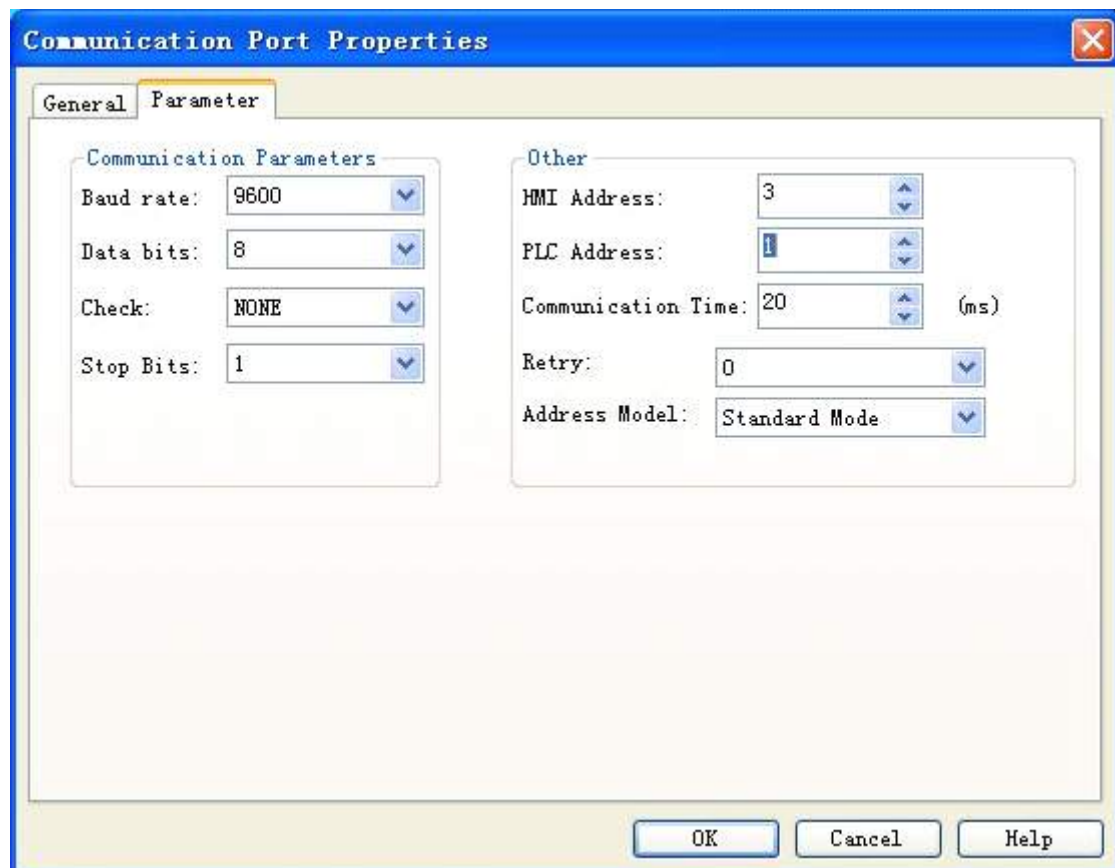 Communication Port Properties
General
Parameter
Communication Parameters
Baud rate: 9600
Data bits: 8
Check: NONE
Stop Bits: 1
Other
HMI Address: 3
PLC Address: 1
Communication Time: 20 (ms)
Retry: 0
Address Model: Standard Mode
OK
Cancel
Help